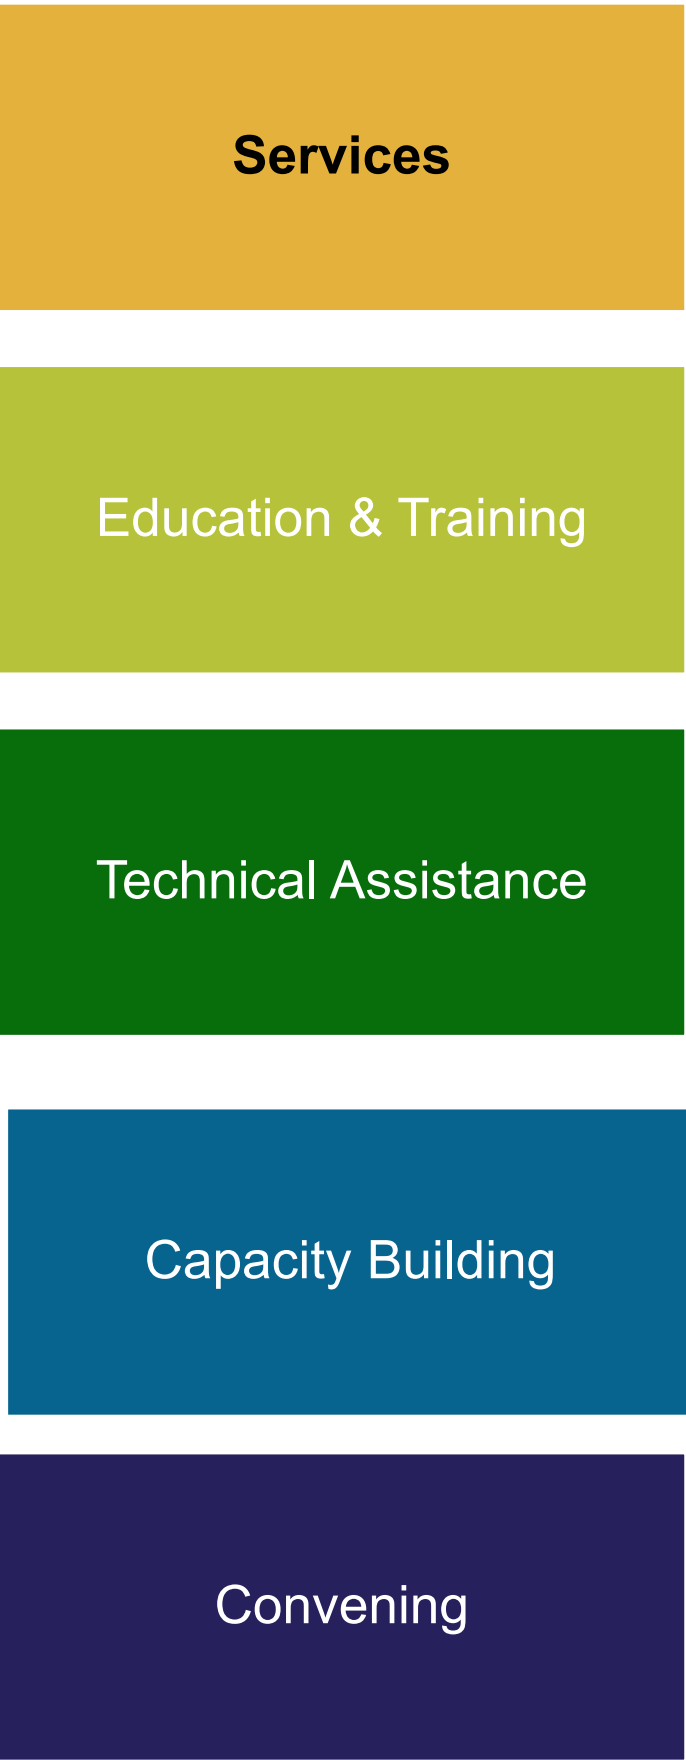 Services
Education & Training
Technical Assistance
Capacity Building
Convening